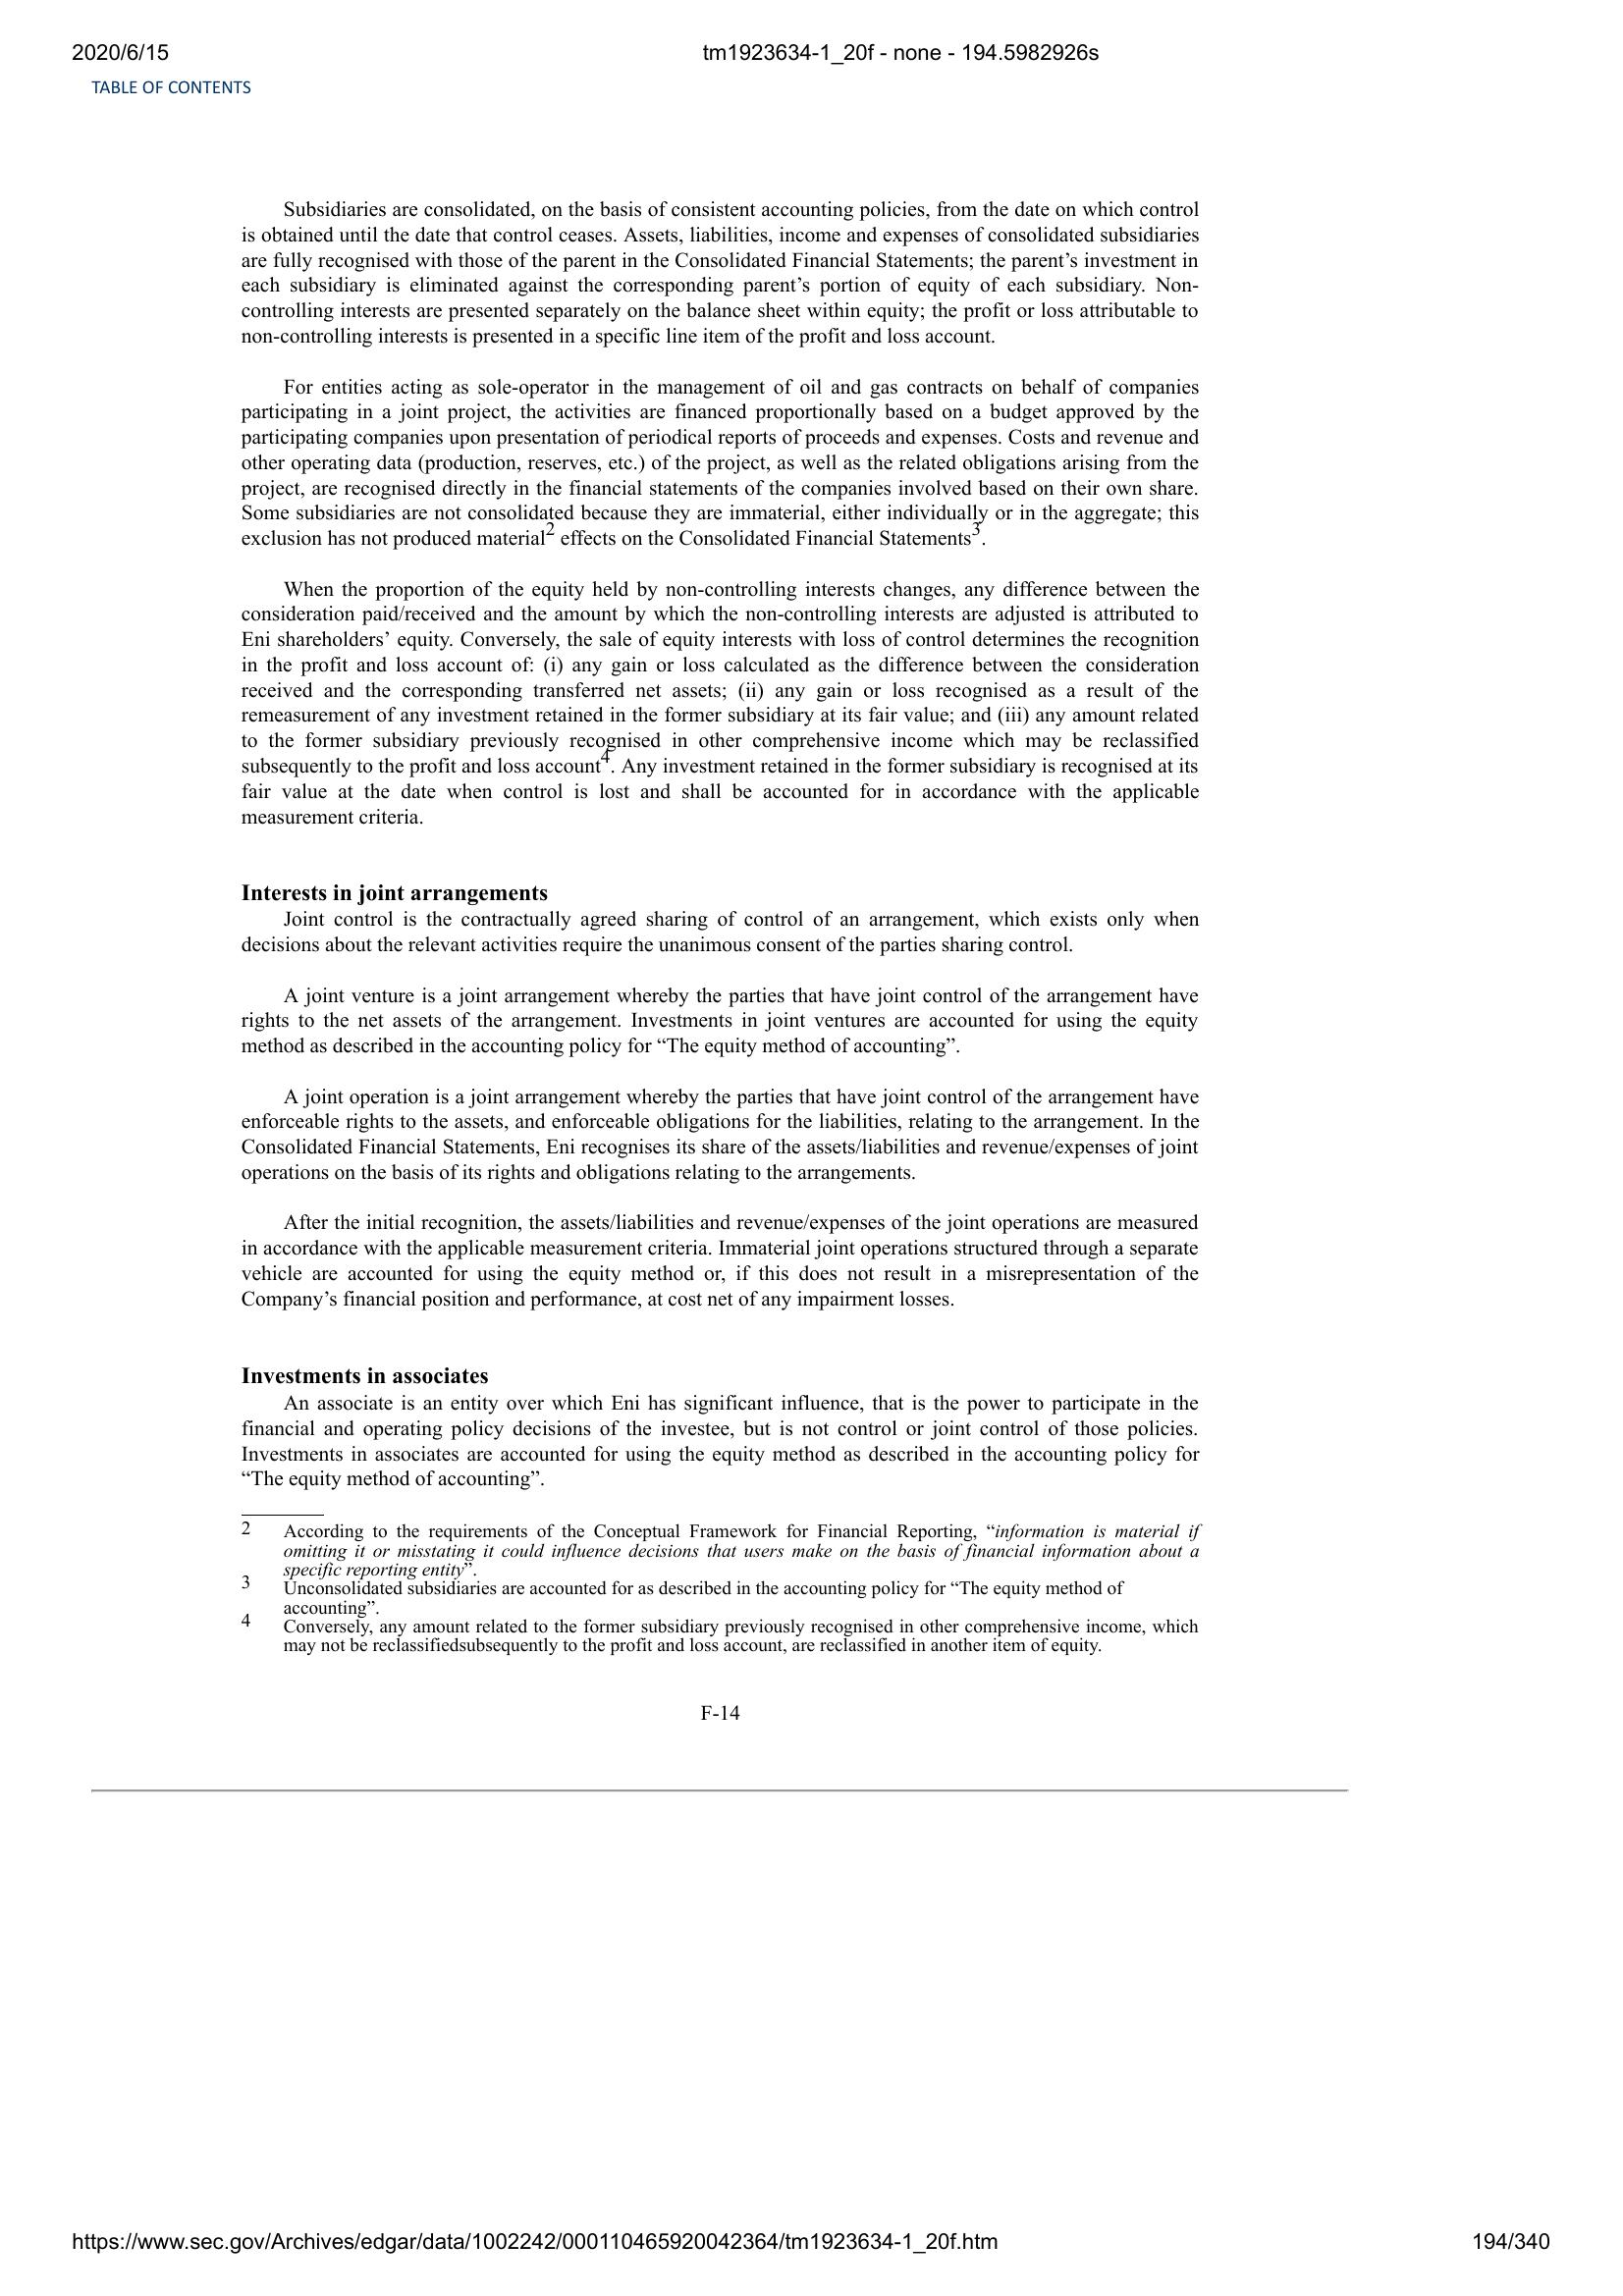 2020/6/15
tm1923634-1_20f - none - 194.5982926s
TABLE OF CONTENTS
Subsidiaries are consolidated, on the basis of consistent accounting policies, from the date on which control
is obtained until the date that control ceases. Assets, liabilities, income and expenses of consolidated subsidiaries
are fully recognised with those of the parent in the Consolidated Financial Statements; the parent’s investment in
each subsidiary is eliminated against the corresponding parent’s portion of equity of each subsidiary. Non-
controlling interests are presented separately on the balance sheet within equity; the profit or loss attributable to
non-controlling interests is presented in a specific line item of the profit and loss account.
For entities acting as sole-operator in the management of oil and gas contracts on behalf of companies
participating in a joint project, the activities are financed proportionally based on a budget approved by the
participating companies upon presentation of periodical reports of proceeds and expenses. Costs and revenue and
other operating data (production, reserves, etc.) of the project, as well as the related obligations arising from the
project, are recognised directly in the financial statements of the companies involved based on their own share.
Some subsidiaries are not consolidated because they are immaterial, either individually or in the aggregate; this
exclusion has not produced material2 effects on the Consolidated Financial Statements3.
When the proportion of the equity held by non-controlling interests changes, any difference between the
consideration paid/received and the amount by which the non-controlling interests are adjusted is attributed to
Eni shareholders’ equity. Conversely, the sale of equity interests with loss of control determines the recognition
in the profit and loss account of: (i) any gain or loss calculated as the difference between the consideration
received and the corresponding transferred net assets; (ii) any gain or loss recognised as a result of the
remeasurement of any investment retained in the former subsidiary at its fair value; and (iii) any amount related
to the former subsidiary previously recognised in other comprehensive income which may be reclassified
subsequently to the profit and loss account4. Any investment retained in the former subsidiary is recognised at its
fair value at the date when control is lost and shall be accounted for in accordance with the applicable
measurement criteria.
Interests in joint arrangements
Joint control is the contractually agreed sharing of control of an arrangement, which exists only when
decisions about the relevant activities require the unanimous consent of the parties sharing control.
A joint venture is a joint arrangement whereby the parties that have joint control of the arrangement have
rights to the net assets of the arrangement. Investments in joint ventures are accounted for using the equity
method as described in the accounting policy for “The equity method of accounting”.
A joint operation is a joint arrangement whereby the parties that have joint control of the arrangement have
enforceable rights to the assets, and enforceable obligations for the liabilities, relating to the arrangement. In the
Consolidated Financial Statements, Eni recognises its share of the assets/liabilities and revenue/expenses of joint
operations on the basis of its rights and obligations relating to the arrangements.
After the initial recognition, the assets/liabilities and revenue/expenses of the joint operations are measured
in accordance with the applicable measurement criteria. Immaterial joint operations structured through a separate
vehicle are accounted for using the equity method or, if this does not result in a misrepresentation of the
Company’s financial position and performance, at cost net of any impairment losses.
Investments in associates
An associate is an entity over which Eni has significant influence, that is the power to participate in the
financial and operating policy decisions of the investee, but is not control or joint control of those policies.
Investments in associates are accounted for using the equity method as described in the accounting policy for
“The equity method of accounting”.
2 According to the requirements of the Conceptual Framework for Financial Reporting, “information is material if
omitting it or misstating it could influence decisions that users make on the basis of financial information about a
specific reporting entity”.
3 Unconsolidated subsidiaries are accounted for as described in the accounting policy for “The equity method of
accounting”.
4 Conversely, any amount related to the former subsidiary previously recognised in other comprehensive income, which
may not be reclassifiedsubsequently to the profit and loss account, are reclassified in another item of equity.
F-14
https://www.sec.gov/Archives/edgar/data/1002242/000110465920042364/tm1923634-1_20f.htm
194/340